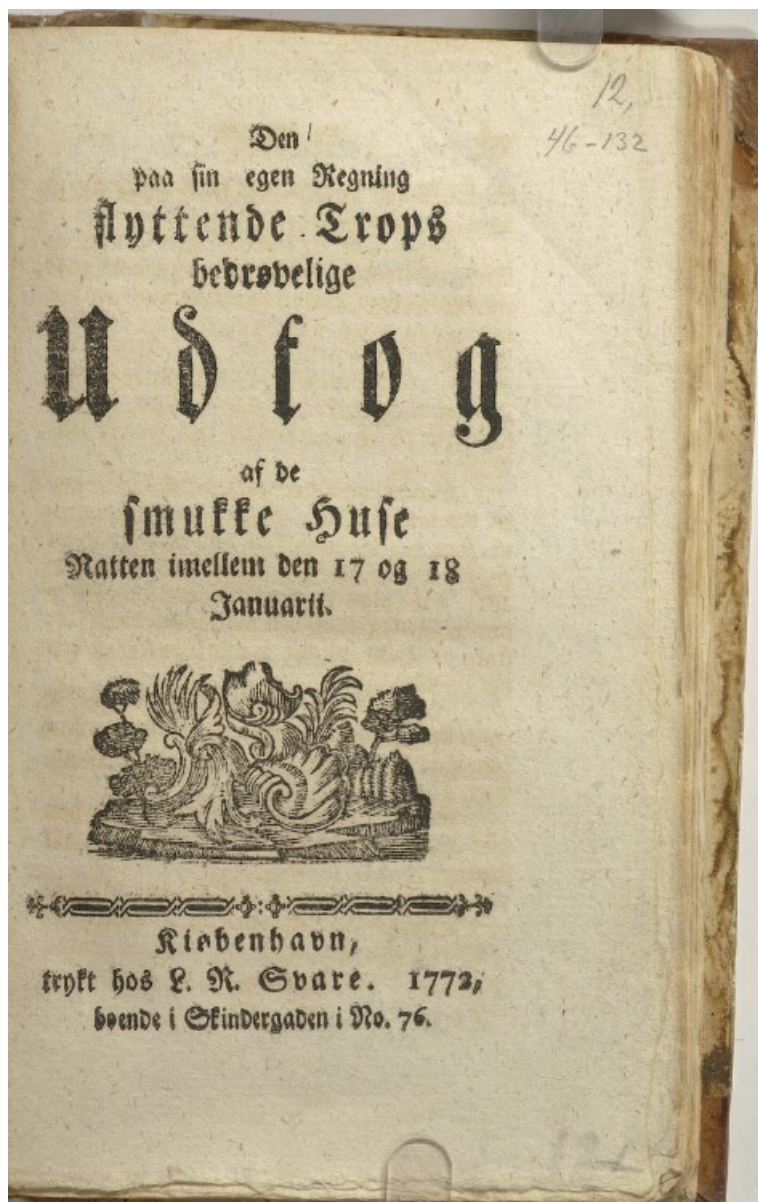 12,
46-132
Den
paa sin egen Regning
flyttende Trops
bedrøvelige
Udtog
af de
smukke Huse
Natten imellem den 17 og 18
Januarii.
Kiøbenhavn,
trykt hos L. N. Svare. 1772,
boende i Skindergaden i No. 76.